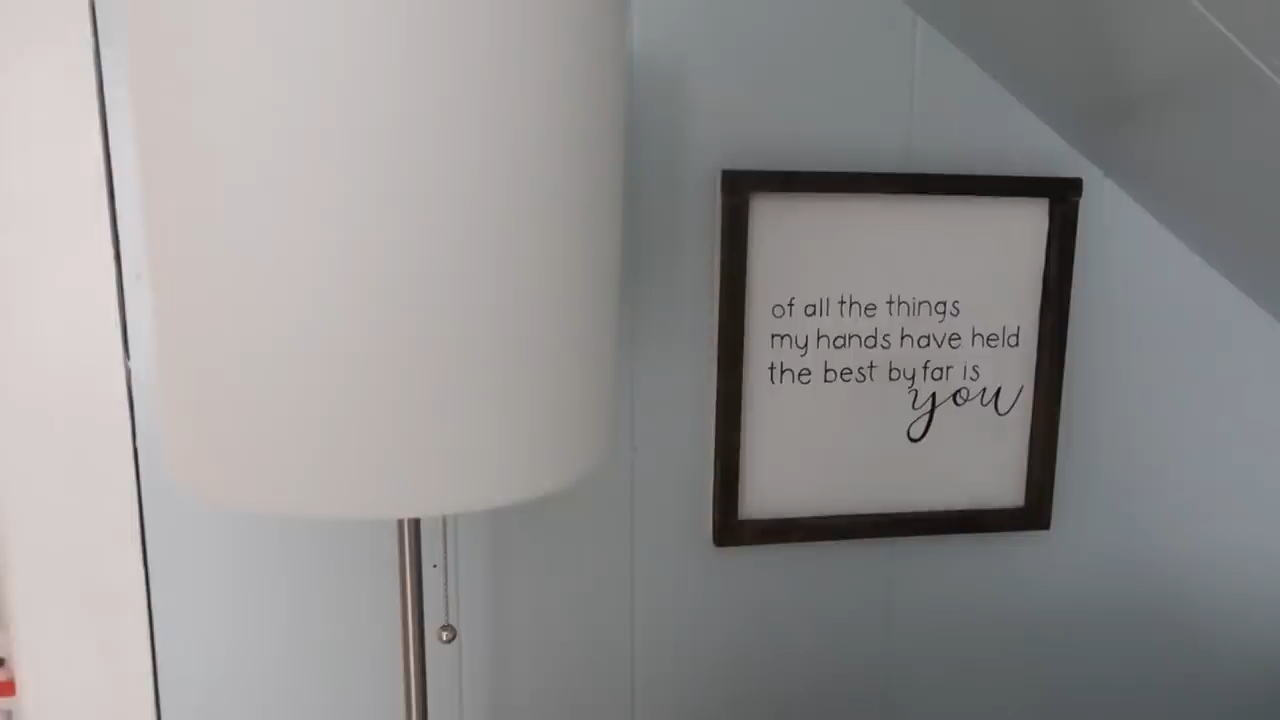 of all the things
my hands have held
the best by far is
you